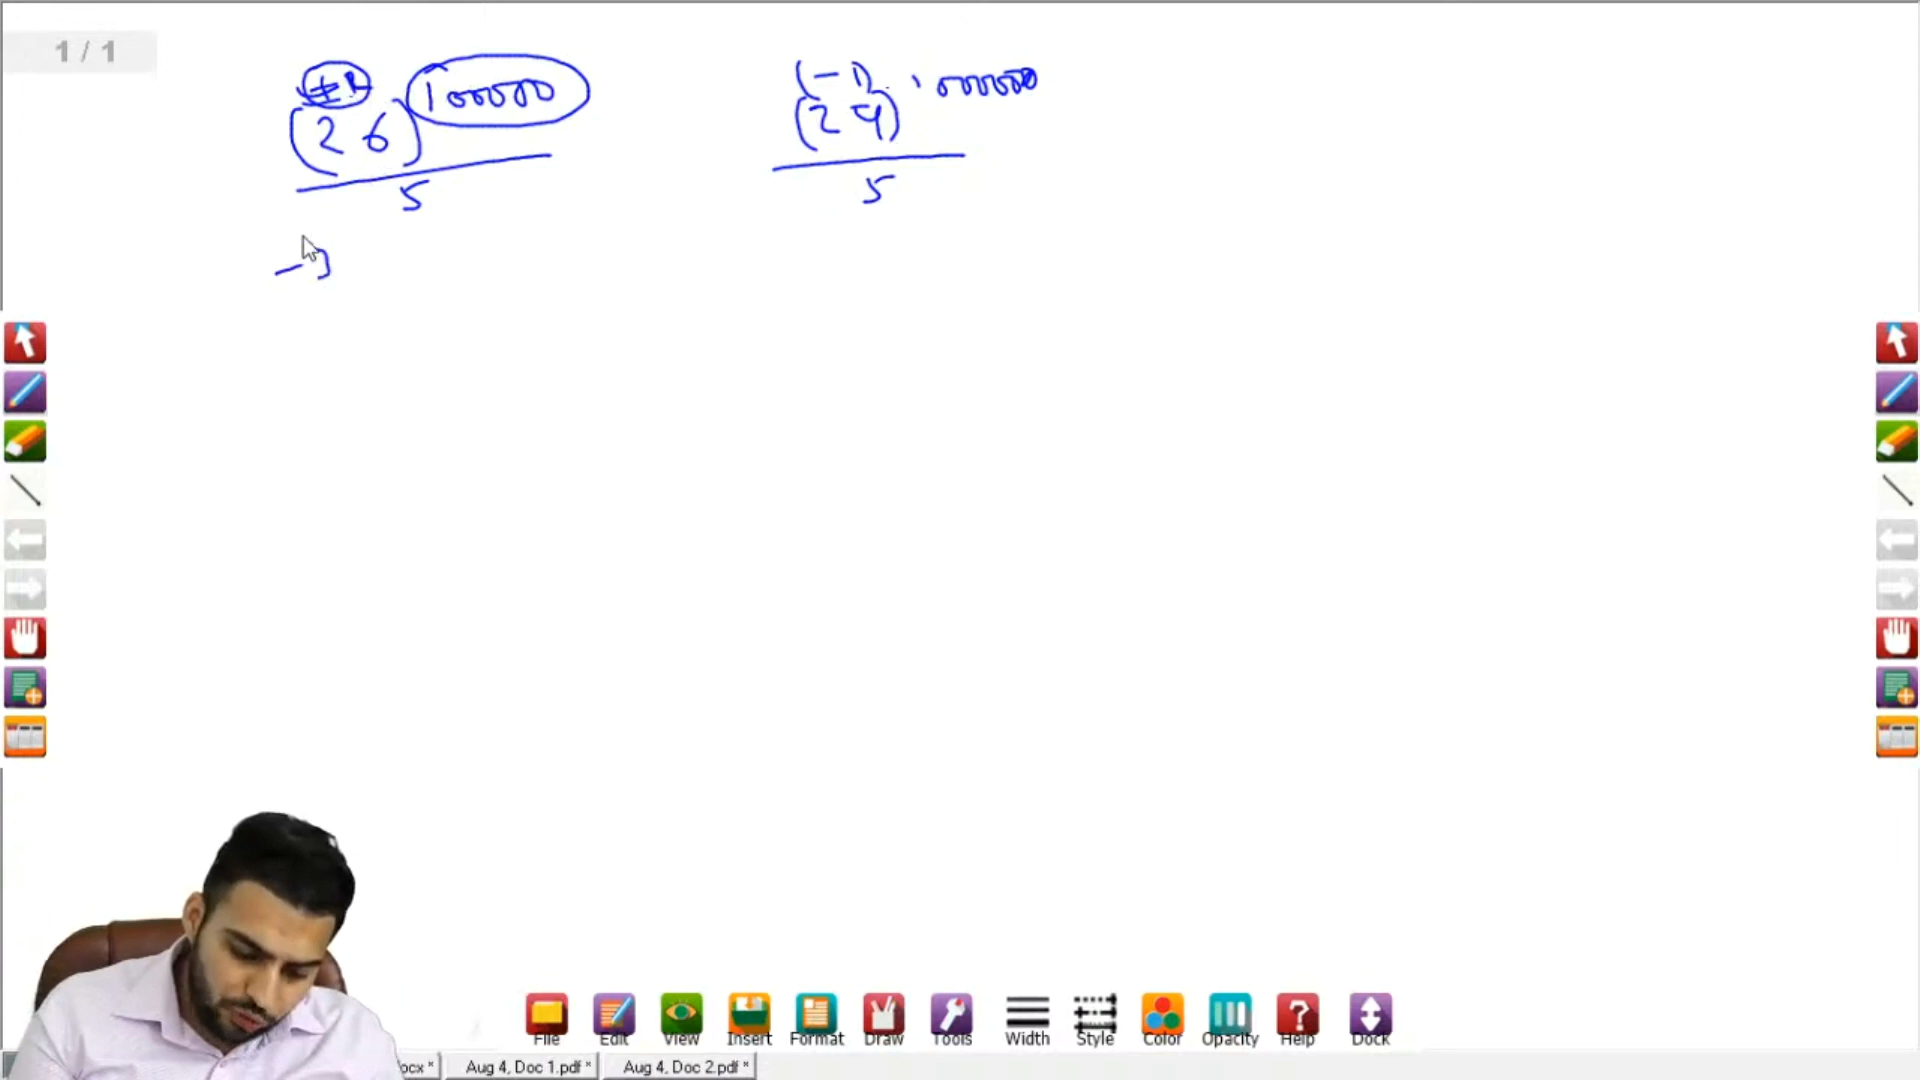 1 / 1
+1
(26)^100000
5
(-1)
(24)
5
File Edit View Insert Format Draw Tools Width Style Color Opacity Help Dock
ocx * Aug 4, Doc 1.pdf * Aug 4, Doc 2.pdf *